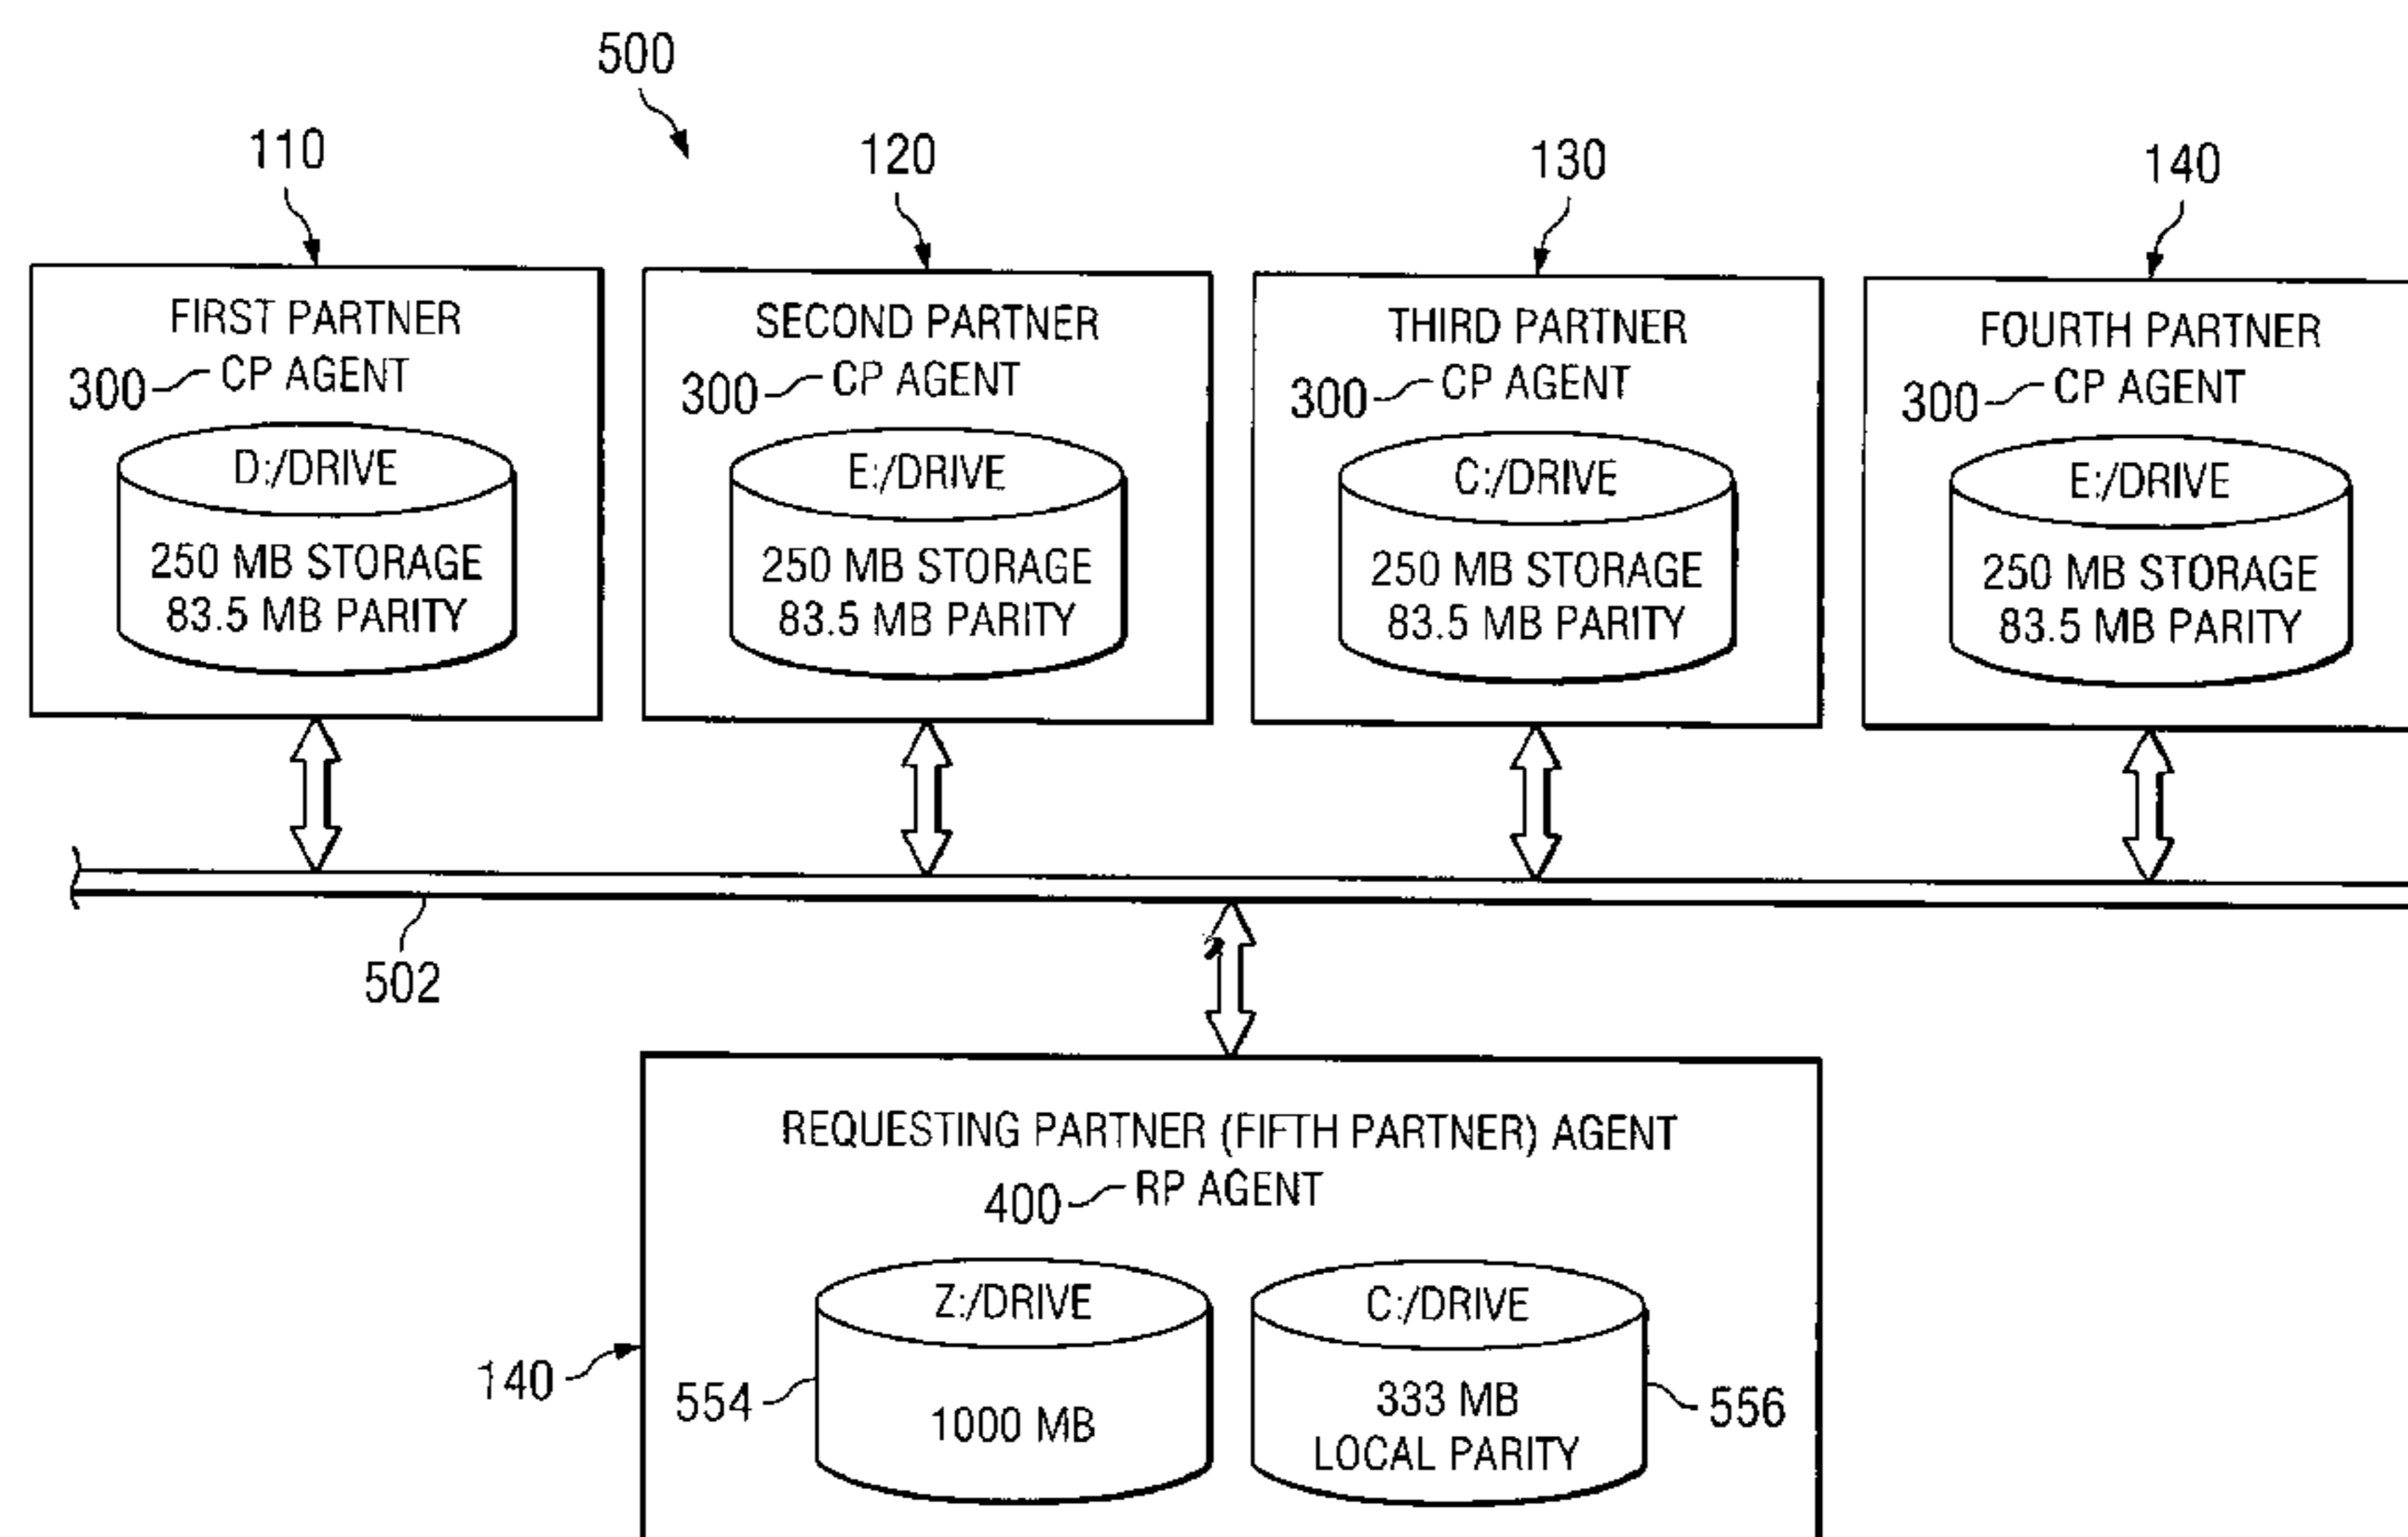 500
110
120
130
140
FIRST PARTNER
300 CP AGENT
D:/DRIVE
250 MB STORAGE
83.5 MB PARITY
SECOND PARTNER
300 CP AGENT
E:/DRIVE
250 MB STORAGE
83.5 MB PARITY
THIRD PARTNER
300 CP AGENT
C:/DRIVE
250 MB STORAGE
83.5 MB PARITY
FOURTH PARTNER
300 CP AGENT
E:/DRIVE
250 MB STORAGE
83.5 MB PARITY
502
REQUESTING PARTNER (FIFTH PARTNER) AGENT
400 RP AGENT
140
554
Z:/DRIVE
1000 MB
C:/DRIVE
333 MB
LOCAL PARITY
556